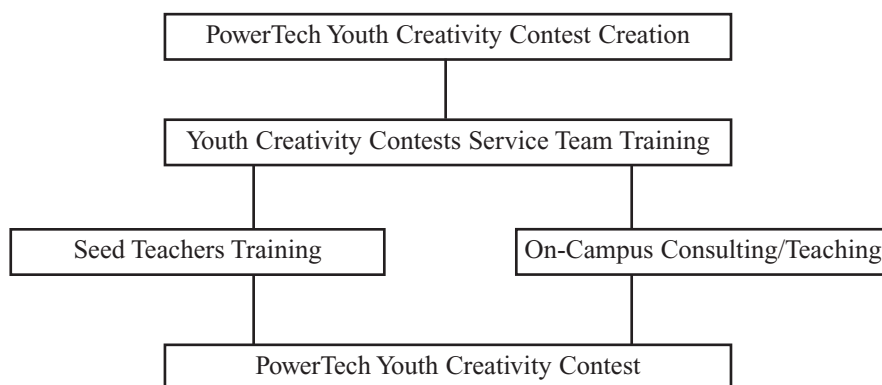 PowerTech Youth Creativity Contest Creation
Youth Creativity Contests Service Team Training
Seed Teachers Training
On-Campus Consulting/Teaching
PowerTech Youth Creativity Contest